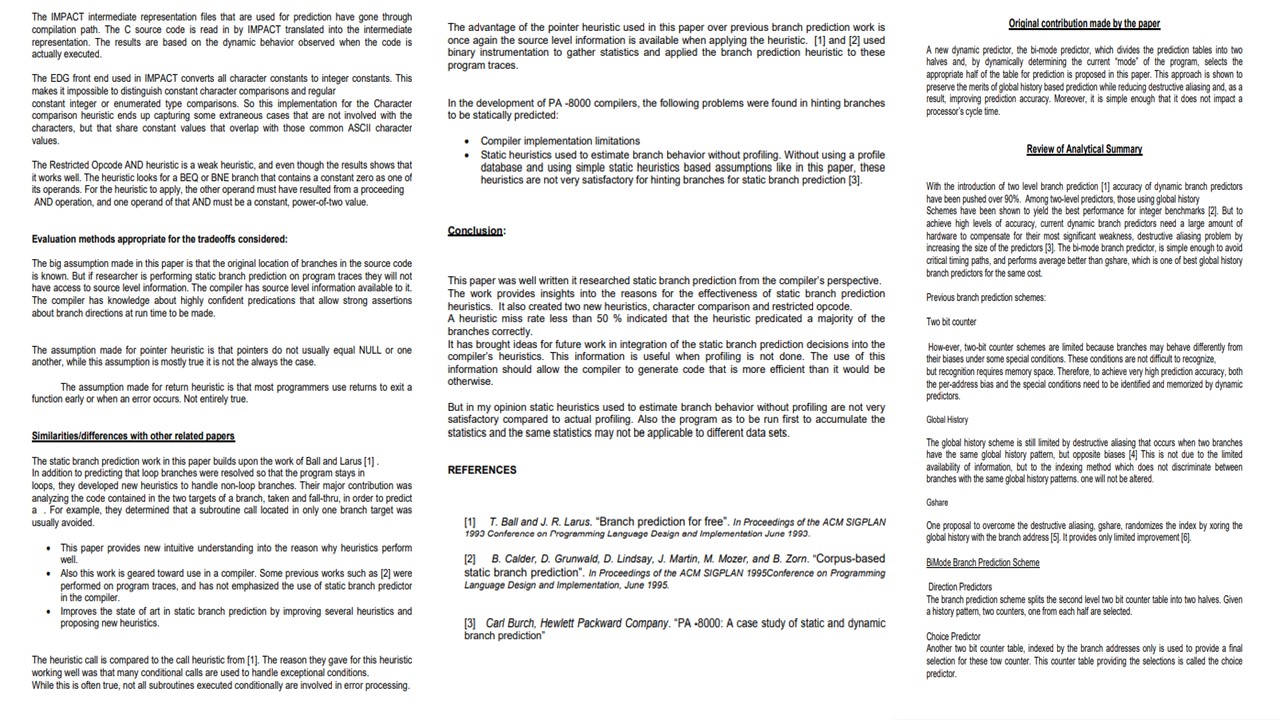 The IMPACT intermediate representation files that are used for prediction have gone through
compilation path. The C source code is read in by IMPACT translated into the intermediate
representation. The results are based on the dynamic behavior observed when the code is
actually executed.
The EDG front end used in IMPACT converts all character constants to integer constants. This
makes it impossible to distinguish constant character comparisons and regular
constant integer or enumerated type comparisons. So this implementation for the Character
comparison heuristic ends up capturing some extraneous cases that are not involved with the
characters, but that share constant values that overlap with those common ASCII character
values.
The Restricted Opcode AND heuristic is a weak heuristic, and even though the results shows that
it works well. The heuristic looks for a BEQ or BNE branch that contains a constant zero as one of
its operands. For the heuristic to apply, the other operand must have resulted from a proceeding
AND operation, and one operand of that AND must be a constant, power-of-two value.
Evaluation methods appropriate for the tradeoffs considered:
The big assumption made in this paper is that the original location of branches in the source code
is known. But if researcher is performing static branch prediction on program traces they will not
have access to source level information. The compiler has source level information available to it.
The compiler has knowledge about highly confident predications that allow strong assertions
about branch directions at run time to be made.
The assumption made for pointer heuristic is that pointers do not usually equal NULL or one
another, while this assumption is mostly true it is not the always the case.
The assumption made for return heuristic is that most programmers use returns to exit a
function early or when an error occurs. Not entirely true.
Similarities/differences with other related papers
The static branch prediction work in this paper builds upon the work of Ball and Larus [1] .
In addition to predicting that loop branches were resolved so that the program stays in
loops, they developed new heuristics to handle non-loop branches. Their major contribution was
analyzing the code contained in the two targets of a branch, taken and fall-thru, in order to predict
a . For example, they determined that a subroutine call located in only one branch target was
usually avoided.
• This paper provides new intuitive understanding into the reason why heuristics perform
well.
• Also this work is geared toward use in a compiler. Some previous works such as [2] were
performed on program traces, and has not emphasized the use of static branch predictor
in the compiler.
• Improves the state of art in static branch prediction by improving several heuristics and
proposing new heuristics.
The heuristic call is compared to the call heuristic from [1]. The reason they gave for this heuristic
working well was that many conditional calls are used to handle exceptional conditions.
While this is often true, not all subroutines executed conditionally are involved in error processing.
The advantage of the pointer heuristic used in this paper over previous branch prediction work is
once again the source level information is available when applying the heuristic. [1] and [2] used
binary instrumentation to gather statistics and applied the branch prediction heuristic to these
program traces.
In the development of PA -8000 compilers, the following problems were found in hinting branches
to be statically predicted:
• Compiler implementation limitations
• Static heuristics used to estimate branch behavior without profiling. Without using a profile
database and using simple static heuristics based assumptions like in this paper, these
heuristics are not very satisfactory for hinting branches for static branch prediction [3].
Conclusion:
This paper was well written it researched static branch prediction from the compiler's perspective.
The work provides insights into the reasons for the effectiveness of static branch prediction
heuristics. It also created two new heuristics, character comparison and restricted opcode.
A heuristic miss rate less than 50 % indicated that the heuristic predicated a majority of the
branches correctly.
It has brought ideas for future work in integration of the static branch prediction decisions into the
compiler's heuristics. This information is useful when profiling is not done. The use of this
information should allow the compiler to generate code that is more efficient than it would be
otherwise.
But in my opinion static heuristics used to estimate branch behavior without profiling are not very
satisfactory compared to actual profiling. Also the program as to be run first to accumulate the
statistics and the same statistics may not be applicable to different data sets.
REFERENCES
[1] T. Ball and J. R. Larus. “Branch prediction for free”. In Proceedings of the ACM SIGPLAN
1993 Conference on Programming Language Design and Implementation June 1993.
[2] B. Calder, D. Grunwald, D. Lindsay, J. Martin, M. Mozer, and B. Zorn. “Corpus-based
static branch prediction”. In Proceedings of the ACM SIGPLAN 1995Conference on Programming
Language Design and Implementation, June 1995.
[3] Carl Burch, Hewlett Packward Company. “PA -8000: A case study of static and dynamic
branch prediction”
Original contribution made by the paper
A new dynamic predictor, the bi-mode predictor, which divides the prediction tables into two
halves and, by dynamically determining the current “mode” of the program, selects the
appropriate half of the table for prediction is proposed in this paper. This approach is shown to
preserve the merits of global history based prediction while reducing destructive aliasing and, as a
result, improving prediction accuracy. Moreover, it is simple enough that it does not impact a
processor's cycle time.
Review of Analytical Summary
With the introduction of two level branch prediction [1] accuracy of dynamic branch predictors
have been pushed over 90%. Among two-level predictors, those using global history
Schemes have been shown to yield the best performance for integer benchmarks [2]. But to
achieve high levels of accuracy, current dynamic branch predictors need a large amount of
hardware to compensate for their most significant weakness, destructive aliasing problem by
increasing the size of the predictors [3]. The bi-mode branch predictor, is simple enough to avoid
critical timing paths, and performs average better than gshare, which is one of best global history
branch predictors for the same cost.
Previous branch prediction schemes:
Two bit counter
How-ever, two-bit counter schemes are limited because branches may behave differently from
their biases under some special conditions. These conditions are not difficult to recognize,
but recognition requires memory space. Therefore, to achieve very high prediction accuracy, both
the per-address bias and the special conditions need to be identified and memorized by dynamic
predictors.
Global History
The global history scheme is still limited by destructive aliasing that occurs when two branches
have the same global history pattern, but opposite biases [4] This is not due to the limited
availability of information, but to the indexing method which does not discriminate between
branches with the same global history patterns. one will not be altered.
Gshare
One proposal to overcome the destructive aliasing, gshare, randomizes the index by xoring the
global history with the branch address [5]. It provides only limited improvement [6].
BiMode Branch Prediction Scheme
Direction Predictors
The branch prediction scheme splits the second level two bit counter table into two halves. Given
a history pattern, two counters, one from each half are selected.
Choice Predictor
Another two bit counter table, indexed by the branch addresses only is used to provide a final
selection for these tow counter. This counter table providing the selections is called the choice
predictor.